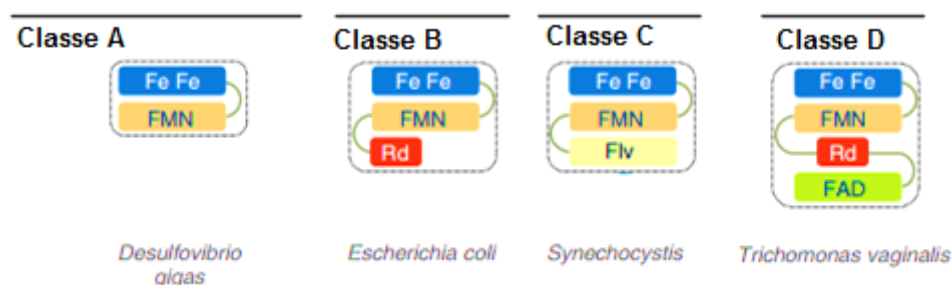 Classe A
Classe B
Classe C
Classe D
Fe Fe
Fe Fe
Fe Fe
Fe Fe
FMN
FMN
FMN
FMN
Rd
Flv
Rd
FAD
Desulfovibrio
gigas
Escherichia coli
Synechocystis
Trichomonas vaginalis